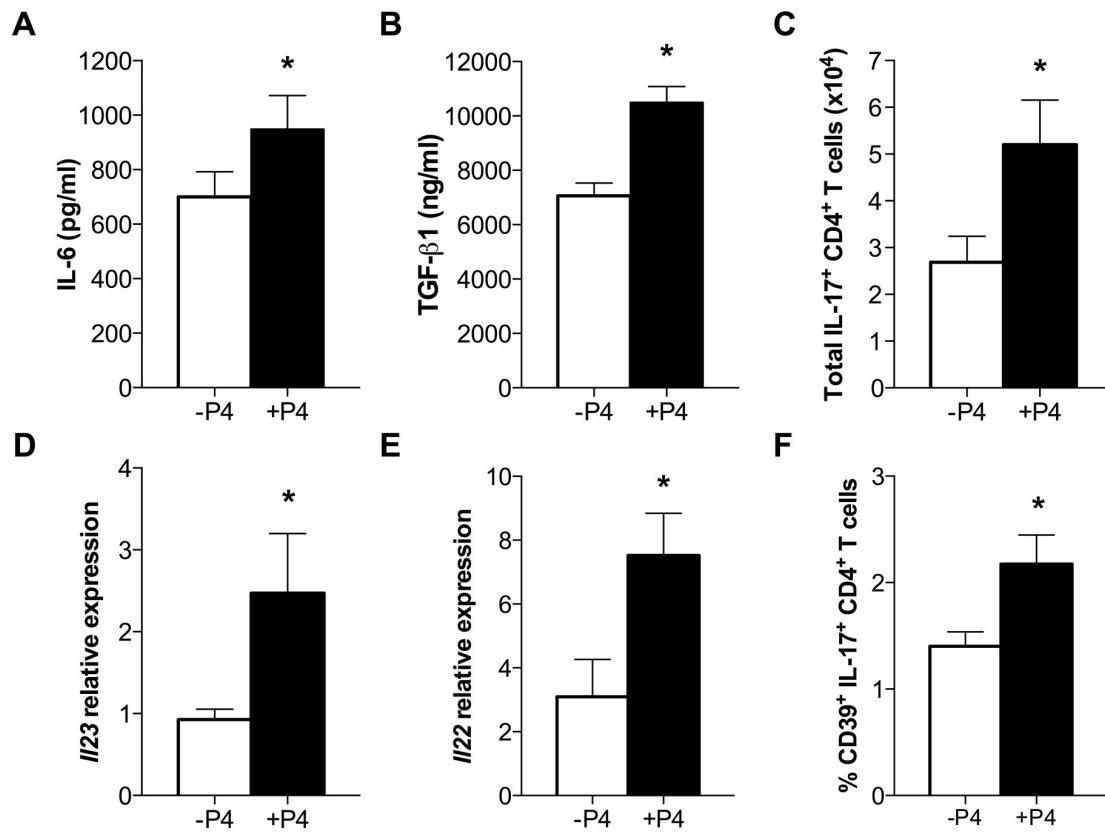 A
IL-6 (pg/ml)
1200
1000
800
600
400
200
0
*
-P4 +P4
B
TGF-β1 (ng/ml)
12000
10000
8000
6000
4000
2000
0
*
-P4 +P4
C
Total IL-17⁺ CD4⁺ T cells (x10⁴)
7
6
5
4
3
2
1
0
*
-P4 +P4
D
Il23 relative expression
4
3
2
1
0
*
-P4 +P4
E
Il22 relative expression
10
8
6
4
2
0
*
-P4 +P4
F
% CD39⁺ IL-17⁺ CD4⁺ T cells
3
2
1
0
*
-P4 +P4